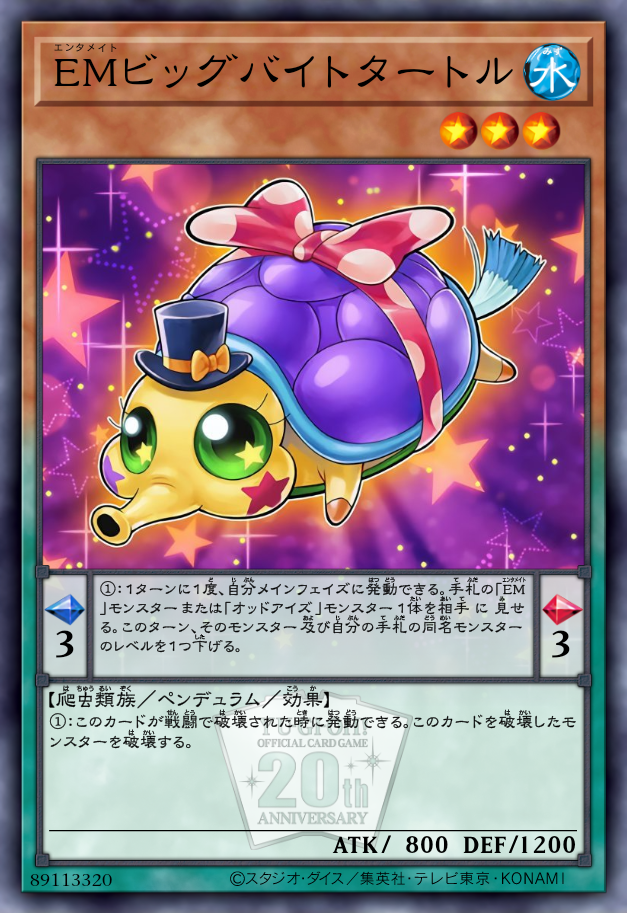 エンタメイト
EMビッグバイトタートル
みず
水
①:1ターンに1度、自分メインフェイズに発動できる。手札の「EM
」モンスターまたは「オッドアイズ」モンスター1体を相手に見せ
る。このターン、そのモンスター及び自分の手札の同名モンスター
のレベルを1つ下げる。
3
3
【爬虫類族/ペンデュラム/効果】
①:このカードが戦闘で破壊された時に発動できる。このカードを破壊したモ
ンスターを破壊する。
Yu-Gi-Oh!
OFFICIAL CARD GAME
20th
ANNIVERSARY
ATK/ 800 DEF/1200
89113320
©スタジオ・ダイス/集英社・テレビ東京・KONAMI